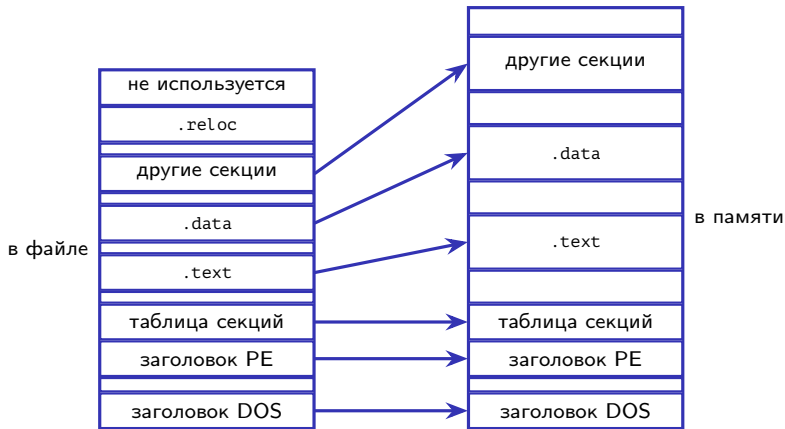 в файле
не используется
.reloc
другие секции
.data
.text
таблица секций
заголовок PE
заголовок DOS
другие секции
.data
.text
таблица секций
заголовок PE
заголовок DOS
в памяти